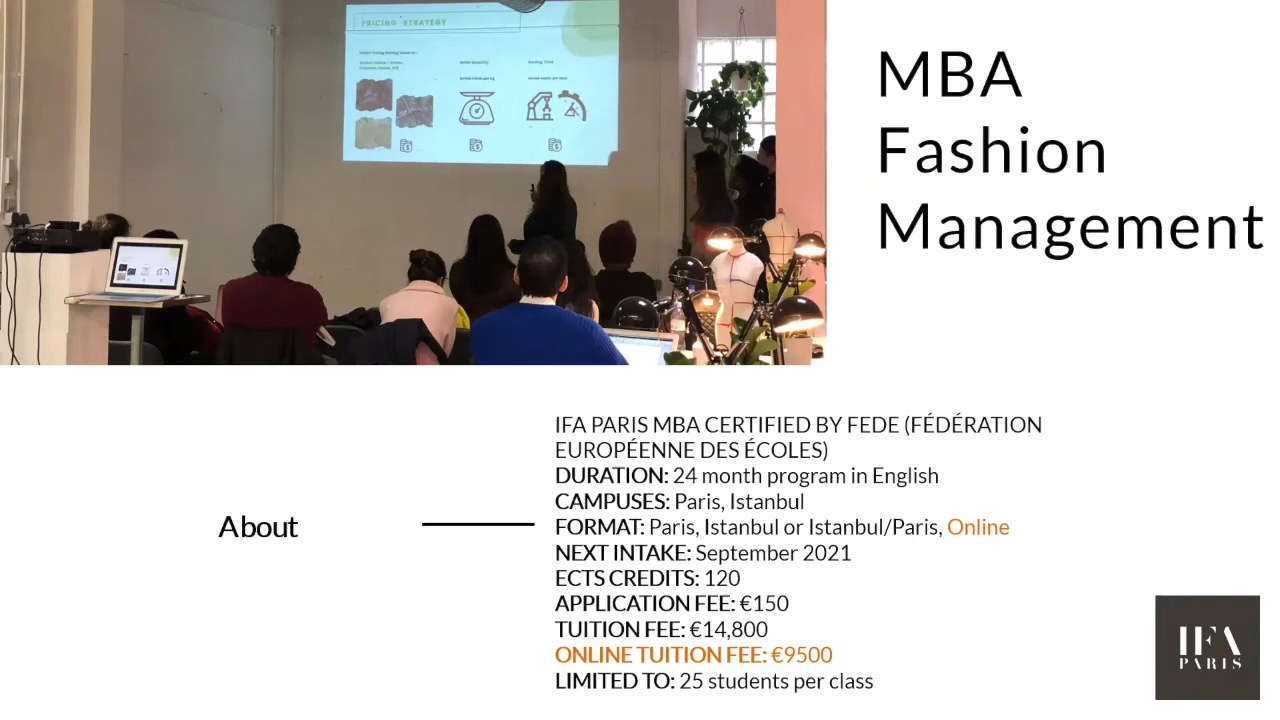 PRICING STRATEGY
MBA
Fashion
Management
IFA PARIS MBA CERTIFIED BY FEDE (FÉDÉRATION
EUROPÉENNE DES ÉCOLES)
DURATION: 24 month program in English
CAMPUSES: Paris, Istanbul
About
FORMAT: Paris, Istanbul or Istanbul/Paris, Online
NEXT INTAKE: September 2021
ECTS CREDITS: 120
APPLICATION FEE: €150
TUITION FEE: €14,800
ONLINE TUITION FEE: €9500
LIMITED TO: 25 students per class
IFA
PARIS